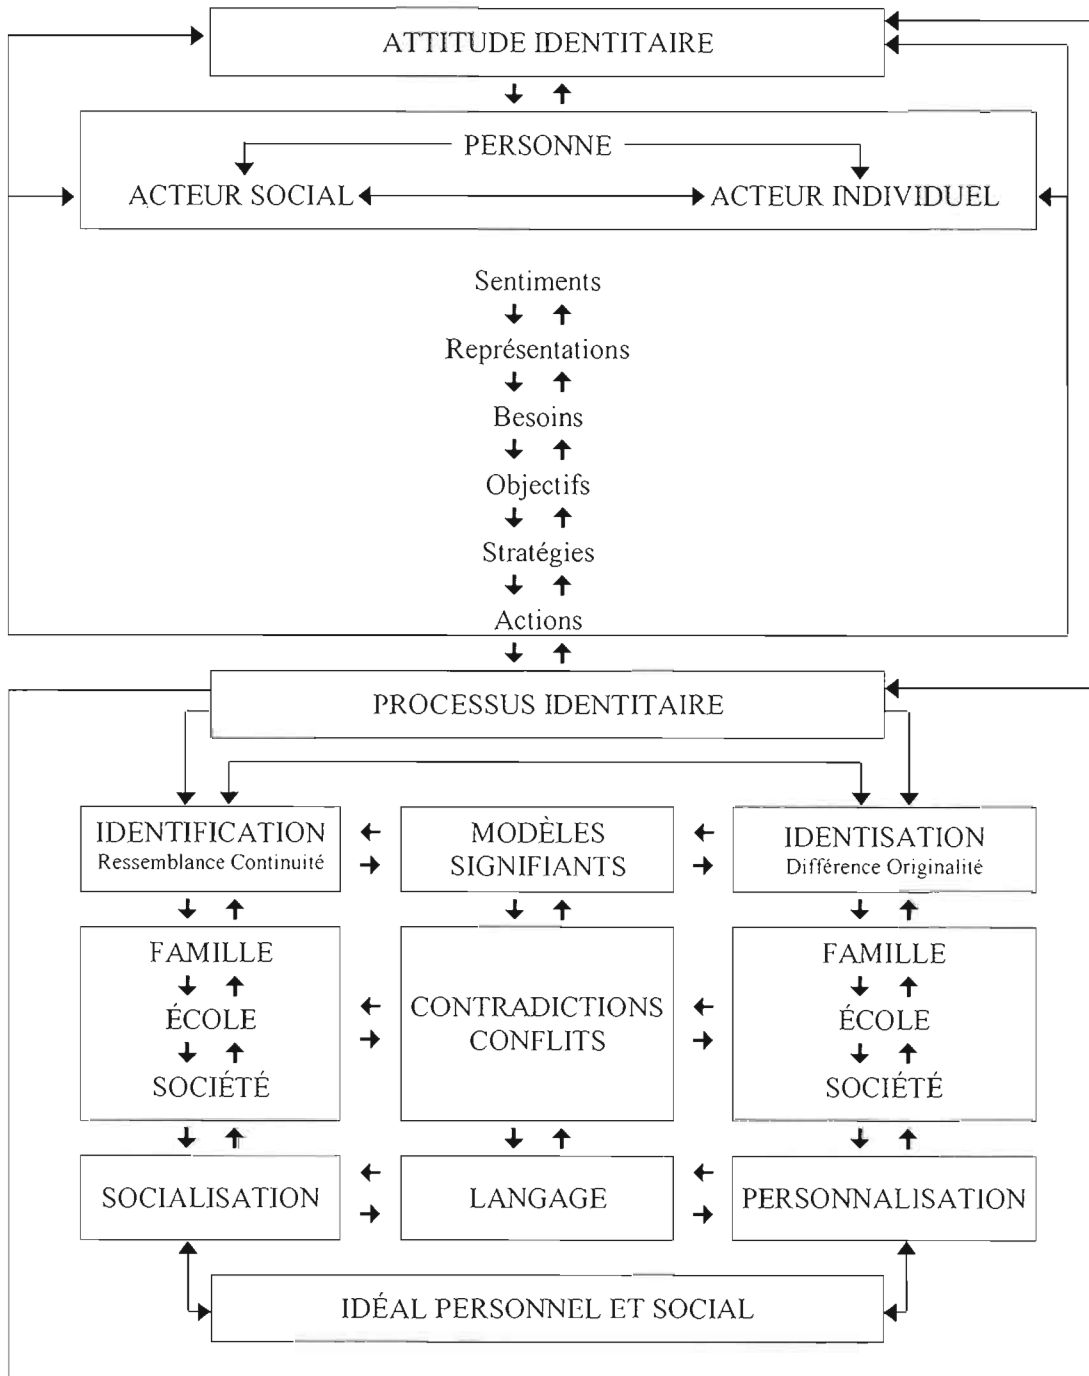 ATTITUDE IDENTITAIRE
PERSONNE
ACTEUR SOCIAL
ACTEUR INDIVIDUEL
Sentiments
Représentations
Besoins
Objectifs
Stratégies
Actions
PROCESSUS IDENTITAIRE
IDENTIFICATION
Ressemblance Continuité
MODÈLES
SIGNIFIANTS
IDENTISATION
Différence Originalité
FAMILLE
ÉCOLE
SOCIÉTÉ
CONTRADICTIONS
CONFLITS
FAMILLE
ÉCOLE
SOCIÉTÉ
SOCIALISATION
LANGAGE
PERSONNALISATION
IDÉAL PERSONNEL ET SOCIAL